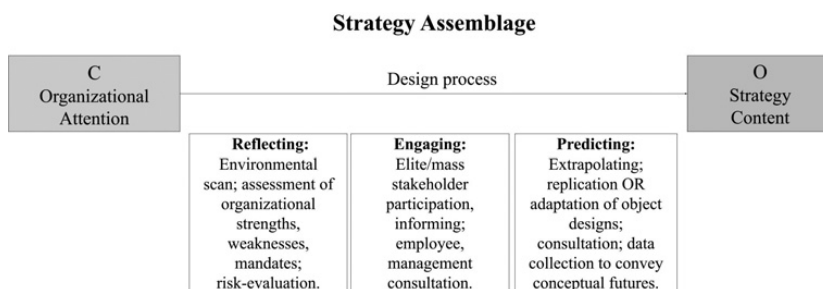 Strategy Assemblage
C
Organizational
Attention
Design process
O
Strategy
Content
Reflecting:
Environmental
scan; assessment of
organizational
strengths,
weaknesses,
mandates;
risk-evaluation.
Engaging:
Elite/mass
stakeholder
participation,
informing;
employee,
management
consultation.
Predicting:
Extrapolating;
replication OR
adaptation of object
designs;
consultation; data
collection to convey
conceptual futures.